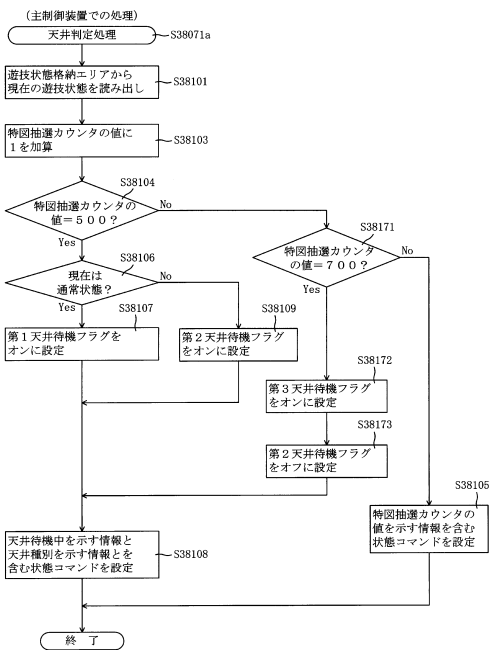 (主制御装置での処理)
天井判定処理
S38071a
遊技状態格納エリアから
現在の遊技状態を読み出し
S38101
特図抽選カウンタの値に
1を加算
S38103
S38104
特図抽選カウンタの
値=500?
No
Yes
S38171
特図抽選カウンタ
の値=700?
No
Yes
S38106
現在は
通常状態?
No
Yes
S38107
第1天井待機フラグを
オンに設定
S38109
第2天井待機フラグ
をオンに設定
S38172
第3天井待機フラグ
をオンに設定
S38173
第2天井待機フラグ
をオフに設定
S38105
特図抽選カウンタの
値を示す情報を含む
状態コマンドを設定
天井待機中を示す情報と
天井種別を示す情報とを
含む状態コマンドを設定
S38108
終 了